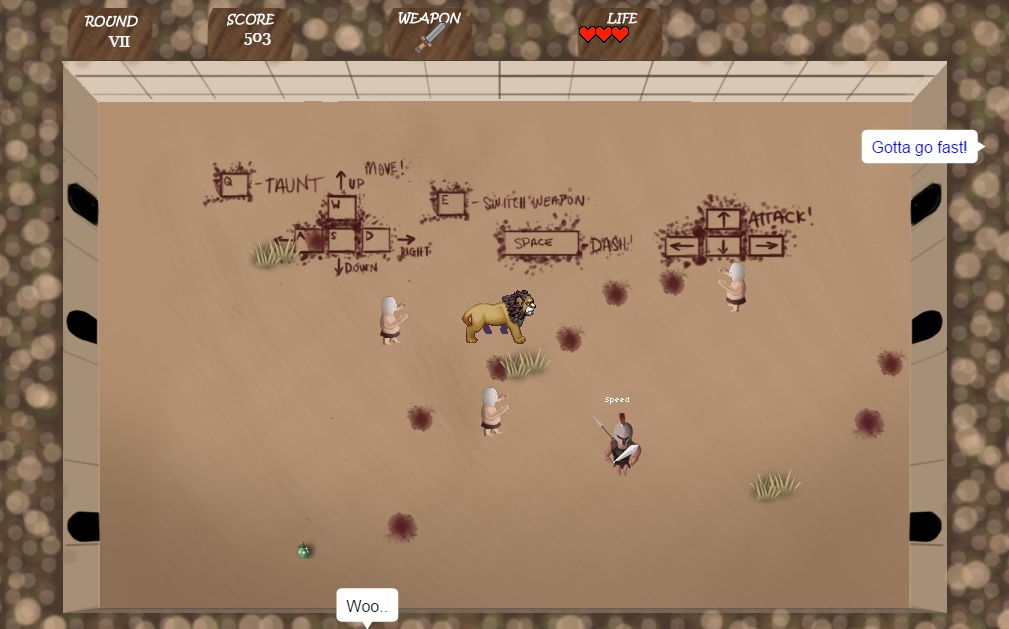 ROUND
VII
SCORE
503
WEAPON
LIFE
Gotta go fast!
Q - TAUNT
MOVE!
UP
W
E - SWITCH WEAPON
ATTACK!
A S D
RIGHT
DOWN
SPACE - DASH!
Speed
Woo..